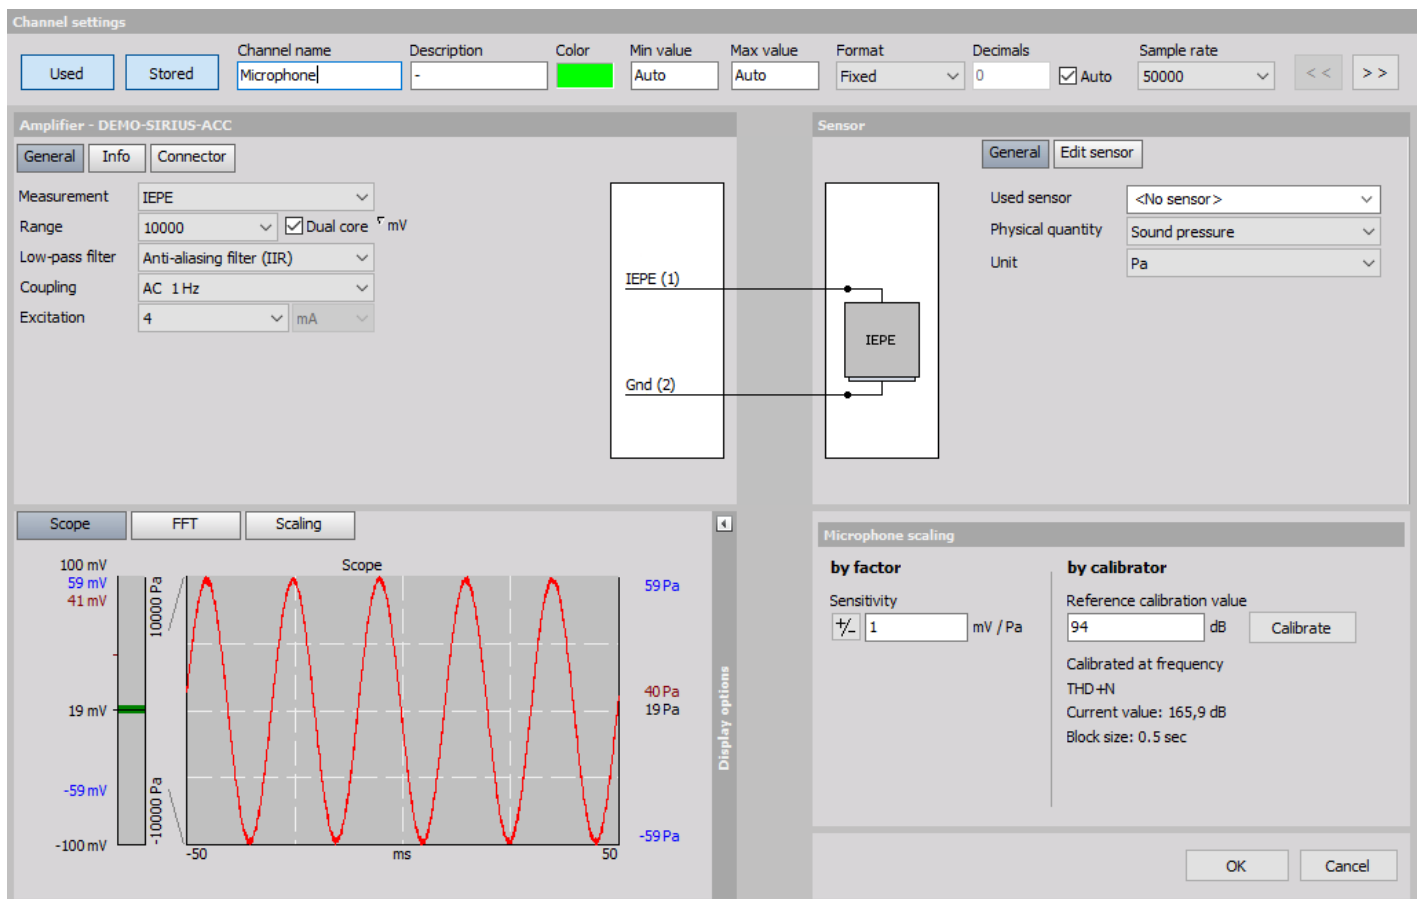 Channel settings
Used
Stored
Channel name
Microphone
Description
-
Color
Min value
Auto
Max value
Auto
Format
Fixed
Decimals
0
Auto
Sample rate
50000
<<
>>
Amplifier - DEMO-SIRIUS-ACC
General
Info
Connector
Measurement
IEPE
Range
10000
Dual core
mV
Low-pass filter
Anti-aliasing filter (IIR)
Coupling
AC 1 Hz
Excitation
4
mA
IEPE (1)
Gnd (2)
IEPE
Sensor
General
Edit sensor
Used sensor
<No sensor>
Physical quantity
Sound pressure
Unit
Pa
Scope
FFT
Scaling
Scope
100 mV
59 mV
41 mV
19 mV
-59 mV
-100 mV
10000 Pa
-10000 Pa
59 Pa
40 Pa
19 Pa
-59 Pa
-50
ms
50
Display options
Microphone scaling
by factor
Sensitivity
+/-
1
mV / Pa
by calibrator
Reference calibration value
94
dB
Calibrate
Calibrated at frequency
THD+N
Current value: 165,9 dB
Block size: 0.5 sec
OK
Cancel